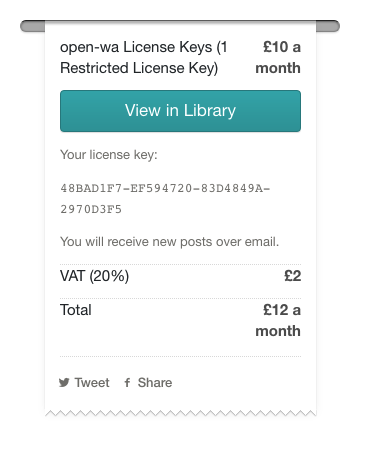 open-wa License Keys (1 £10 a
Restricted License Key) month
View in Library
Your license key:
48BAD1F7-EF594720-83D4849A-
2970D3F5
You will receive new posts over email.
VAT (20%) £2
Total £12 a
month
Tweet Share